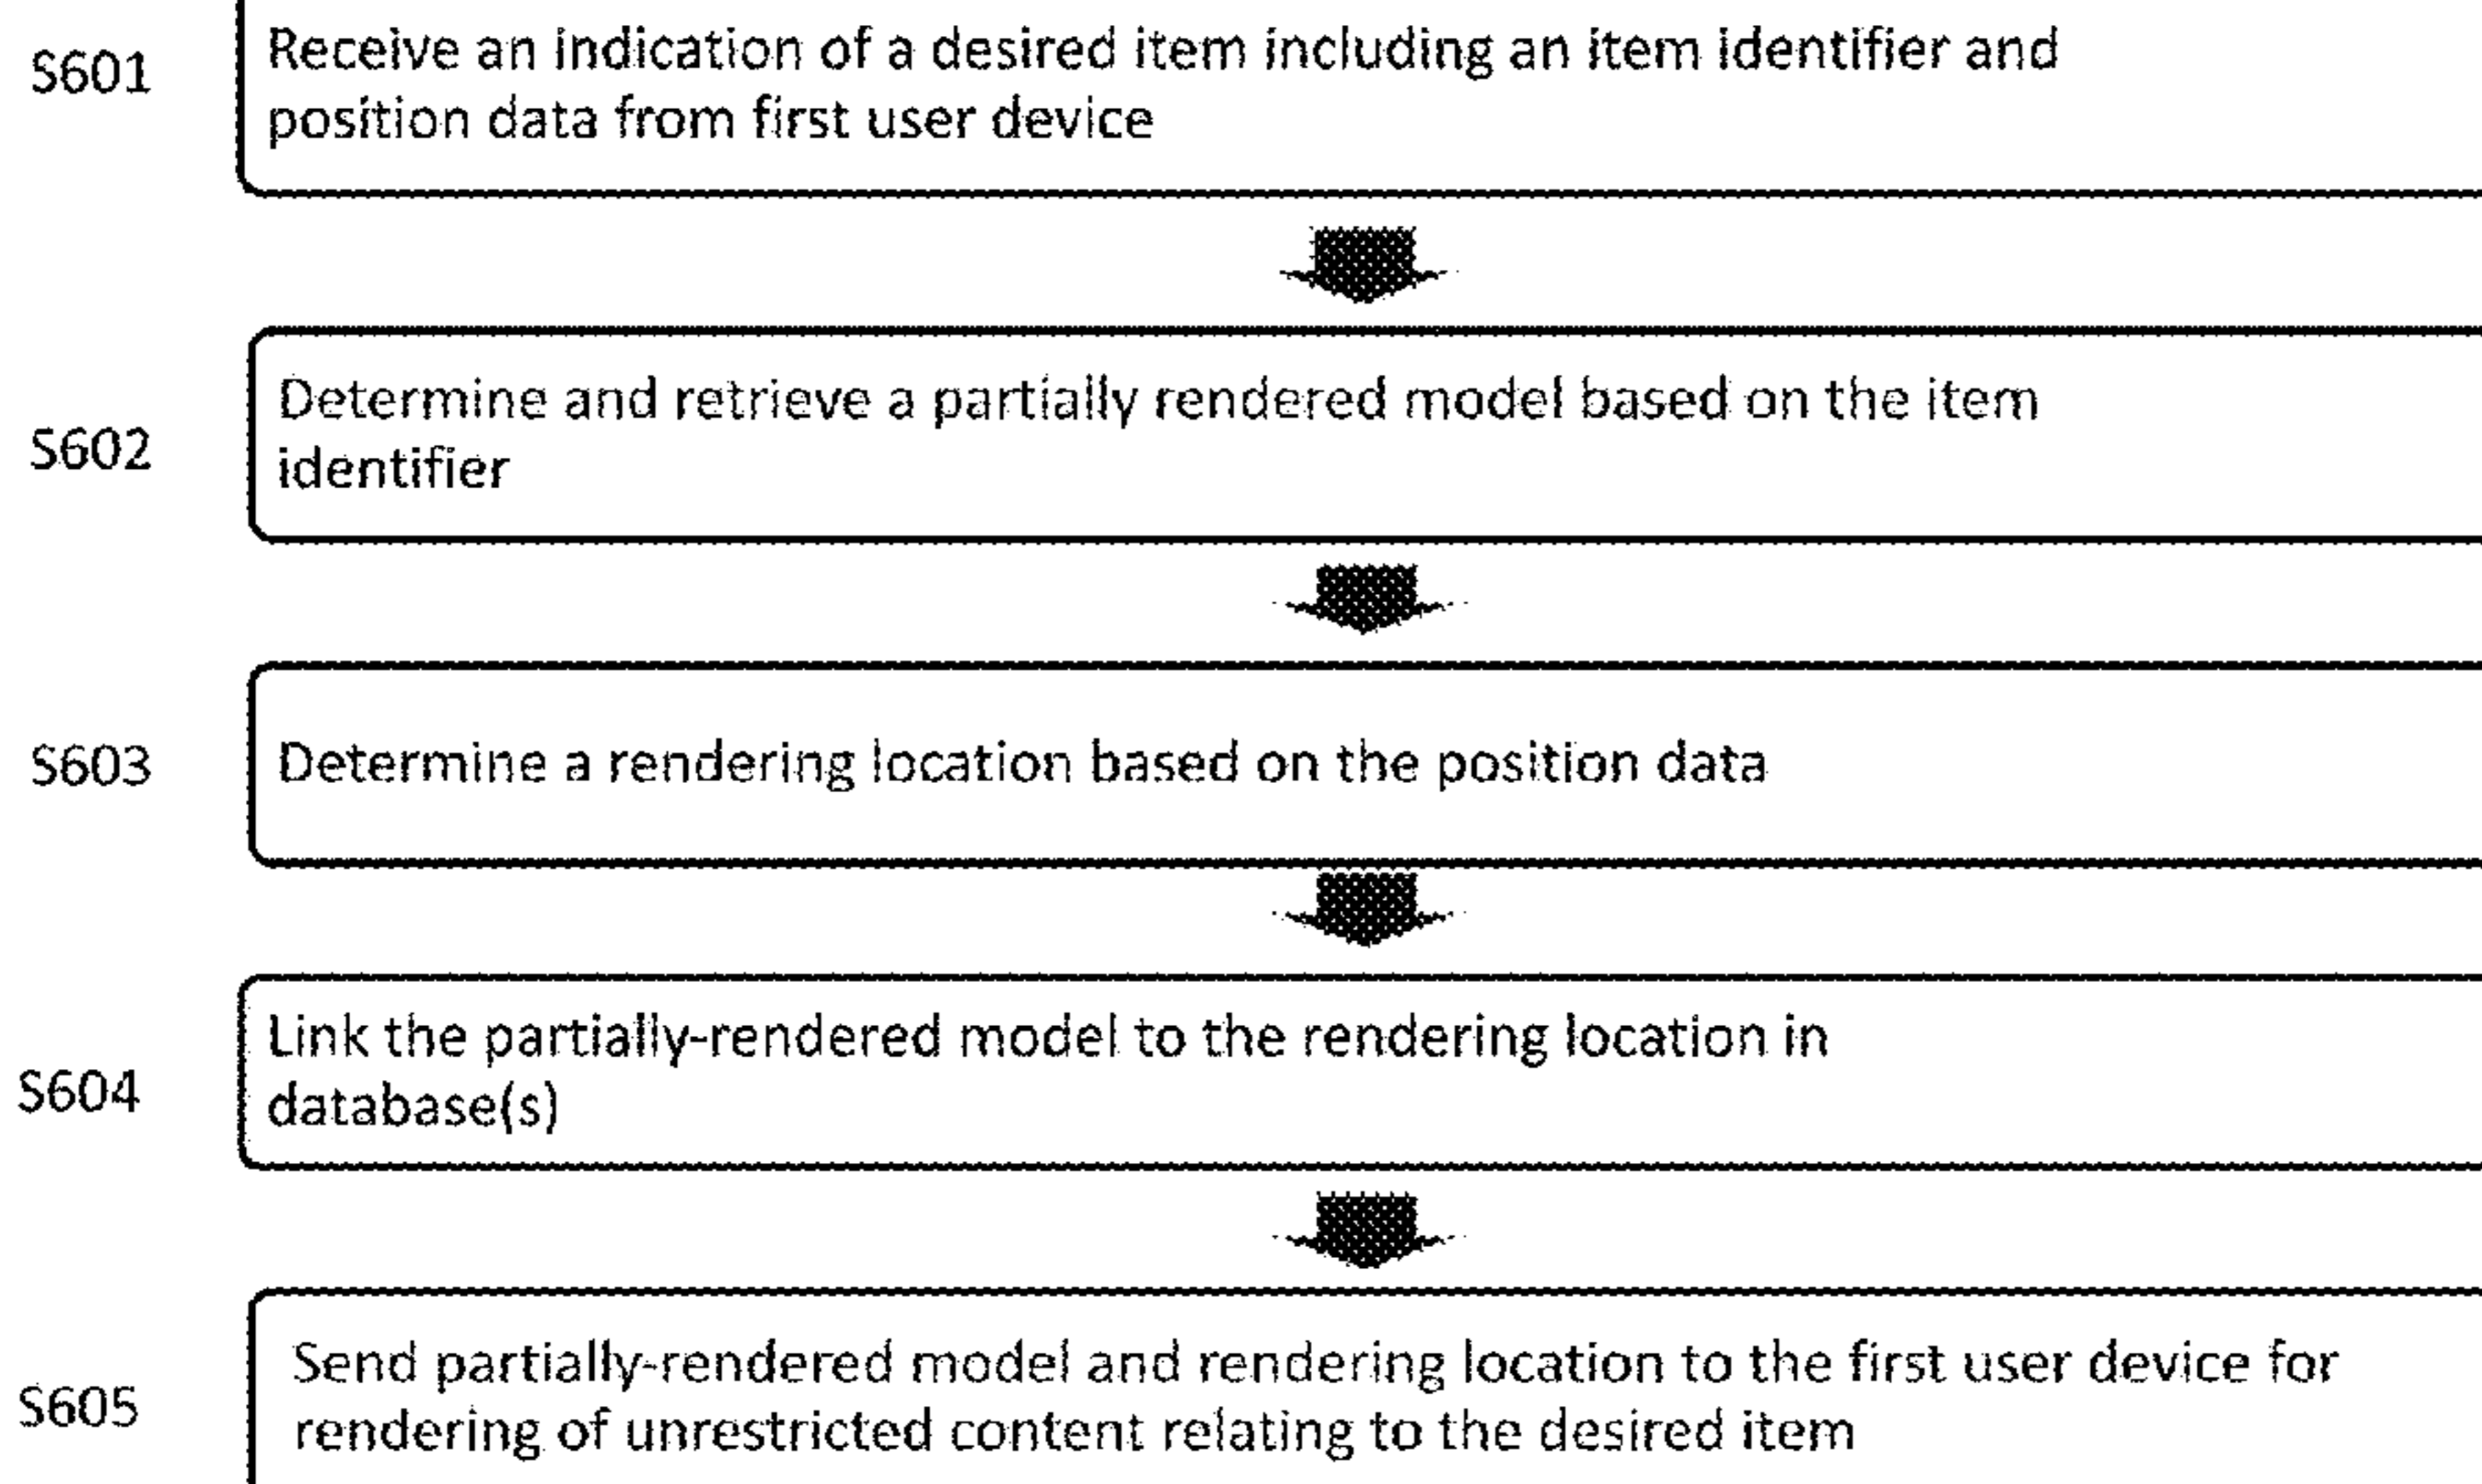 S601
Receive an indication of a desired item including an item identifier and
position data from first user device
S602
Determine and retrieve a partially rendered model based on the item
identifier
S603
Determine a rendering location based on the position data
S604
Link the partially-rendered model to the rendering location in
database(s)
S605
Send partially-rendered model and rendering location to the first user device for
rendering of unrestricted content relating to the desired item